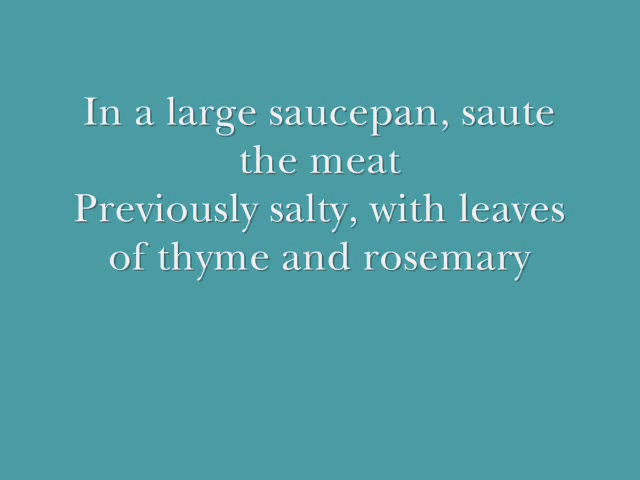 In a large saucepan, saute
the meat
Previously salty, with leaves
of thyme and rosemary